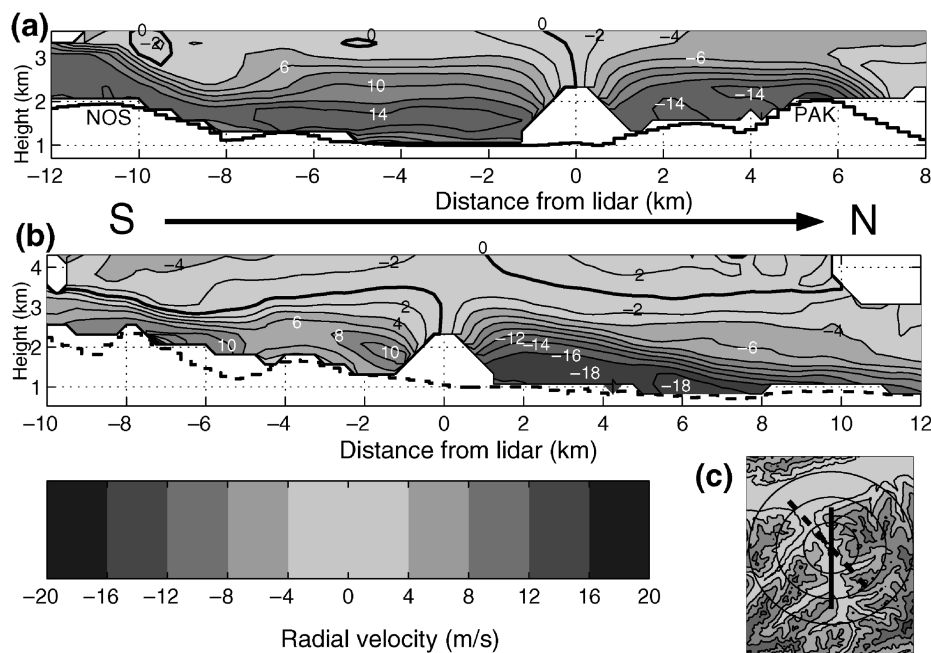 (a)
Height (km)
3
2
1
0
−2
0
0
−2
−4
6
−6
10
−10
14
−14
−14
NOS
PAK
−12 −10 −8 −6 −4 −2 0 2 4 6 8
Distance from lidar (km)
S N
(b)
Height (km)
4
3
2
1
0
−4
−2
2
2
−2
4
−4
6
8
−6
10
10
−12
−14
−16
−18
−18
−10 −8 −6 −4 −2 0 2 4 6 8 10 12
Distance from lidar (km)
(c)
−20 −16 −12 −8 −4 0 4 8 12 16 20
Radial velocity (m/s)